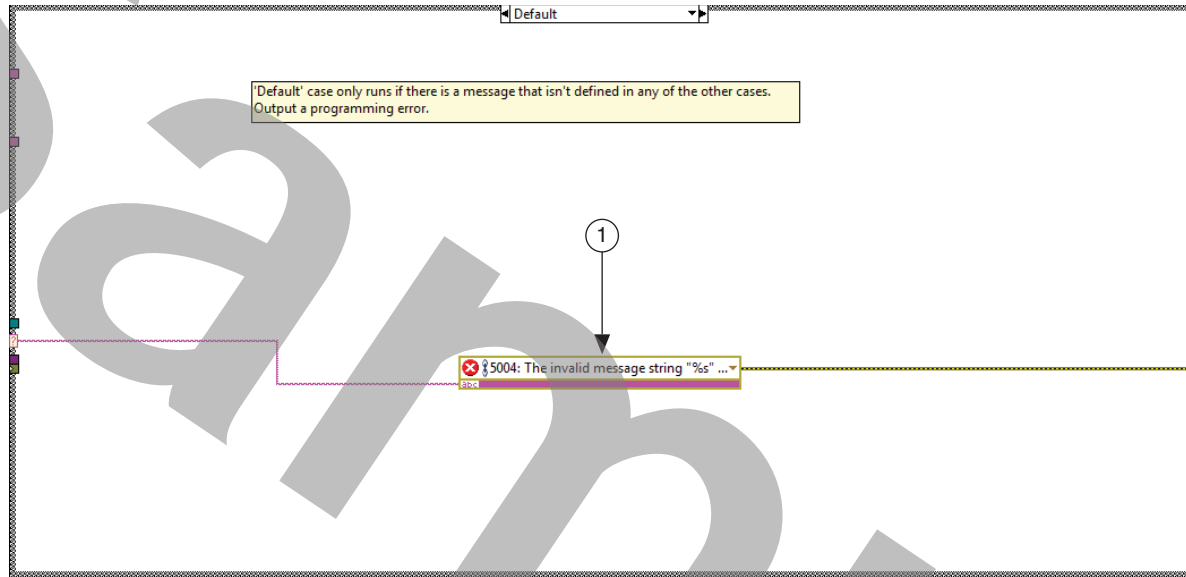 Default
'Default' case only runs if there is a message that isn't defined in any of the other cases.
Output a programming error.
1
?
5004: The invalid message string "%s" ...
abc